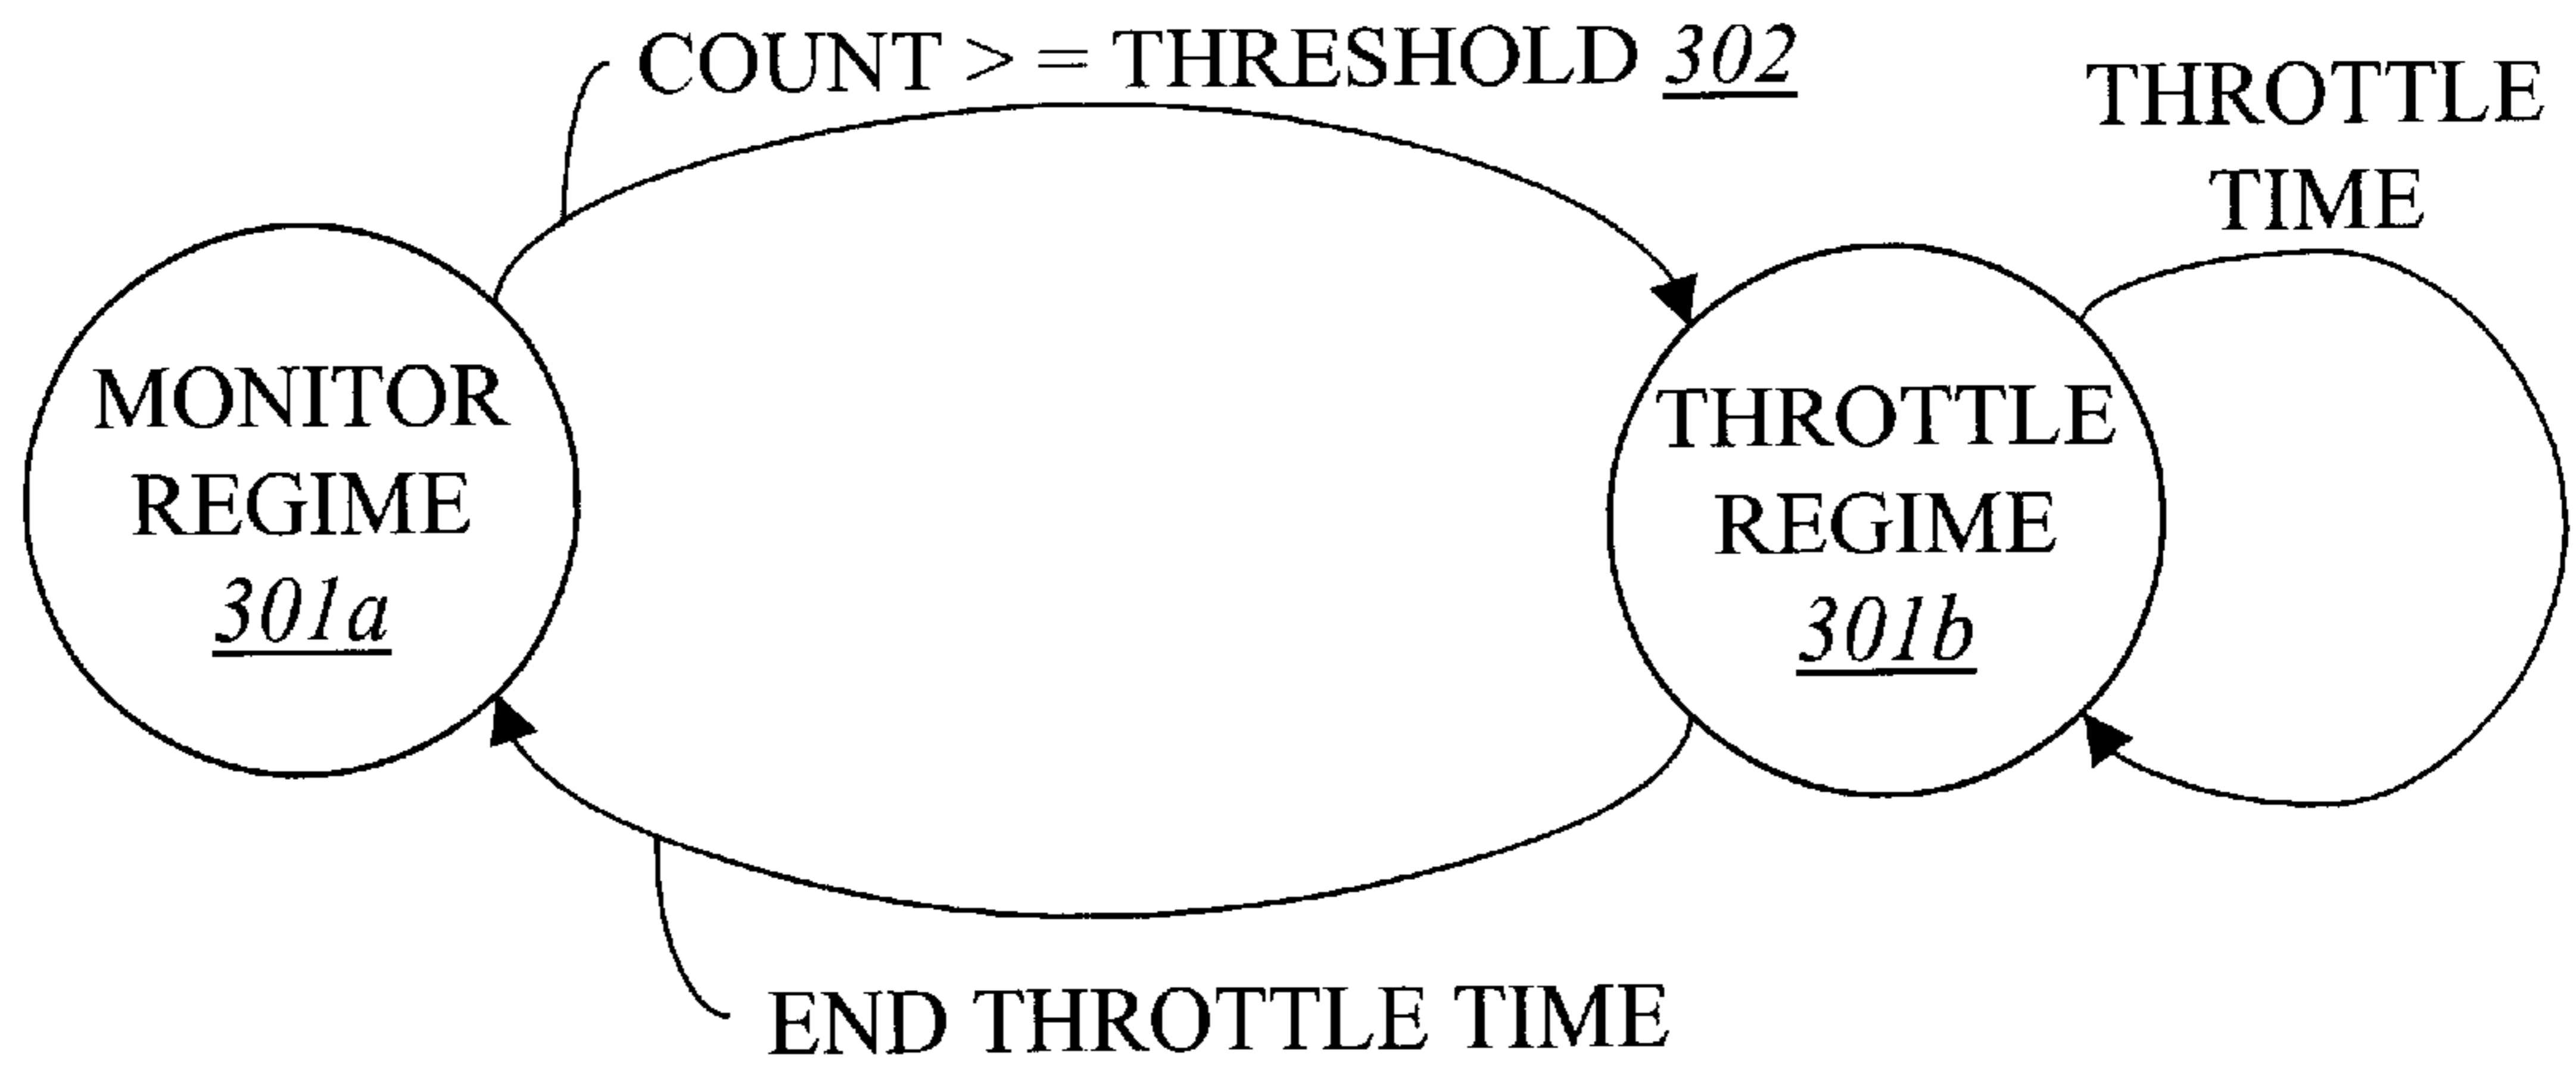 COUNT > = THRESHOLD 302
THROTTLE
TIME
MONITOR
REGIME
301a
THROTTLE
REGIME
301b
END THROTTLE TIME